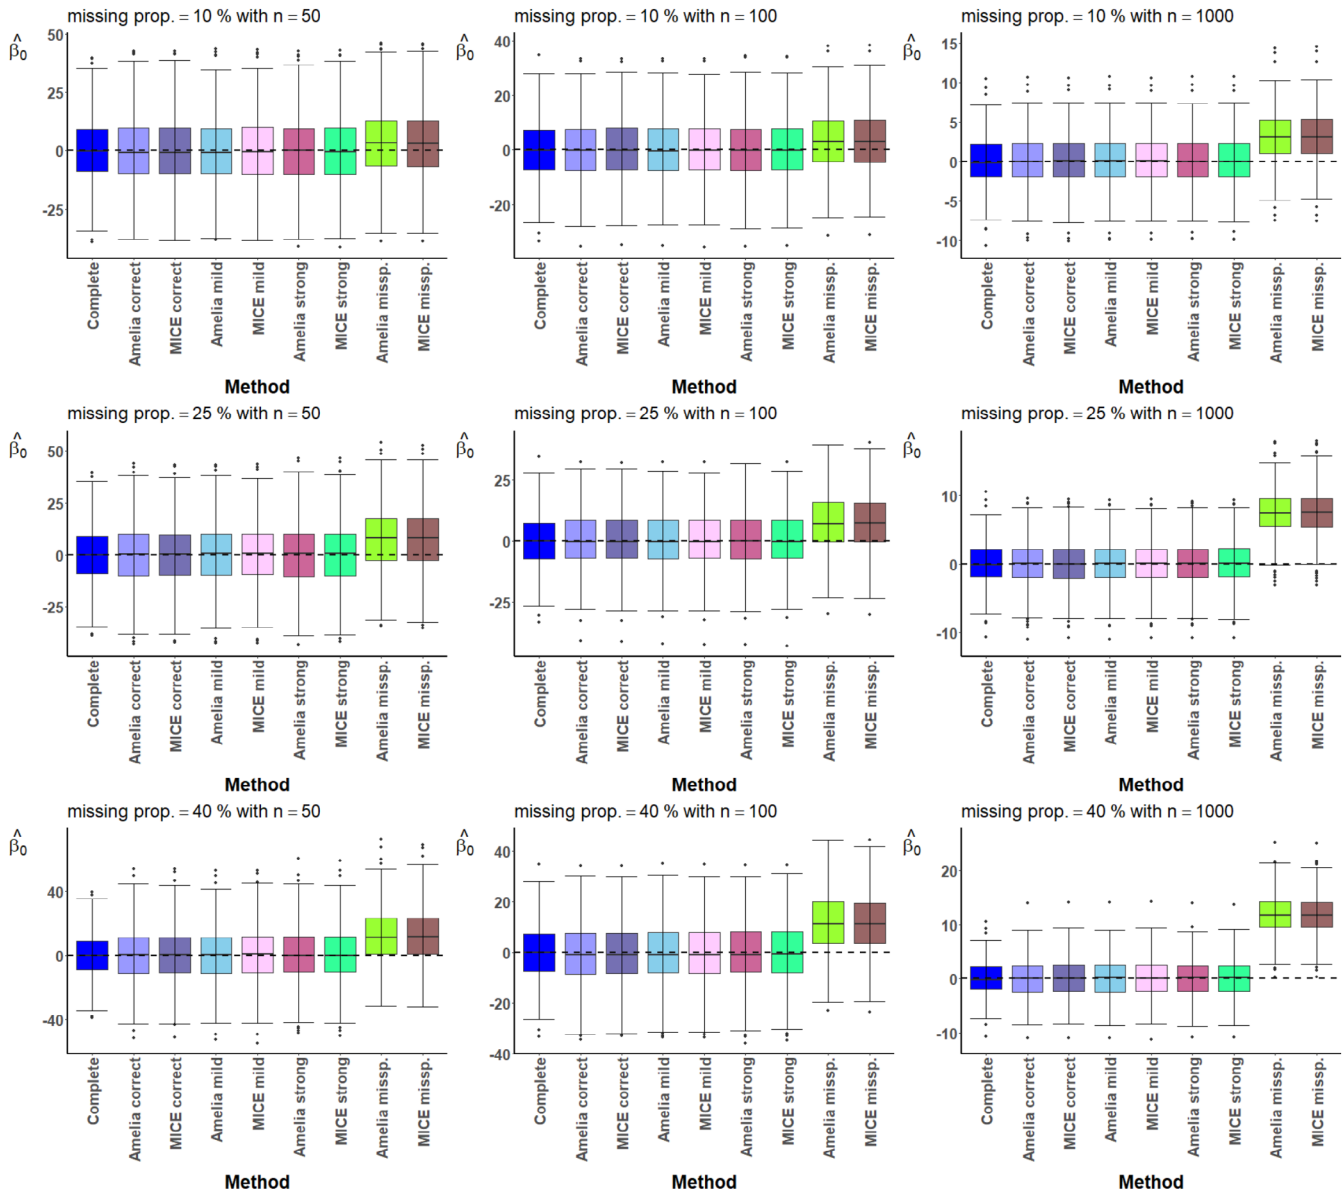 missing prop. = 10 % with n = 50
β̂0
50
25
0
-25
Complete
Amelia correct
MICE correct
Amelia mild
MICE mild
Amelia strong
MICE strong
Amelia missp.
MICE missp.
Method
missing prop. = 10 % with n = 100
β̂0
40
20
0
-20
Complete
Amelia correct
MICE correct
Amelia mild
MICE mild
Amelia strong
MICE strong
Amelia missp.
MICE missp.
Method
missing prop. = 10 % with n = 1000
β̂0
15
10
5
0
-5
-10
Complete
Amelia correct
MICE correct
Amelia mild
MICE mild
Amelia strong
MICE strong
Amelia missp.
MICE missp.
Method
missing prop. = 25 % with n = 50
β̂0
50
25
0
-25
Complete
Amelia correct
MICE correct
Amelia mild
MICE mild
Amelia strong
MICE strong
Amelia missp.
MICE missp.
Method
missing prop. = 25 % with n = 100
β̂0
25
0
-25
Complete
Amelia correct
MICE correct
Amelia mild
MICE mild
Amelia strong
MICE strong
Amelia missp.
MICE missp.
Method
missing prop. = 25 % with n = 1000
β̂0
10
0
-10
Complete
Amelia correct
MICE correct
Amelia mild
MICE mild
Amelia strong
MICE strong
Amelia missp.
MICE missp.
Method
missing prop. = 40 % with n = 50
β̂0
40
0
-40
Complete
Amelia correct
MICE correct
Amelia mild
MICE mild
Amelia strong
MICE strong
Amelia missp.
MICE missp.
Method
missing prop. = 40 % with n = 100
β̂0
40
20
0
-20
-40
Complete
Amelia correct
MICE correct
Amelia mild
MICE mild
Amelia strong
MICE strong
Amelia missp.
MICE missp.
Method
missing prop. = 40 % with n = 1000
β̂0
20
10
0
-10
Complete
Amelia correct
MICE correct
Amelia mild
MICE mild
Amelia strong
MICE strong
Amelia missp.
MICE missp.
Method